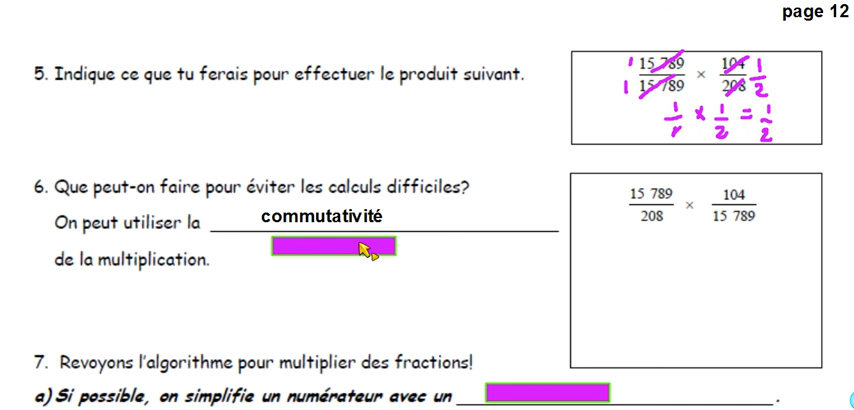 page 12
5. Indique ce que tu ferais pour effectuer le produit suivant.
1 15 789 / 1 15 789 × 104 / 208 1/2
1/1 × 1/2 = 1/2
6. Que peut-on faire pour éviter les calculs difficiles?
On peut utiliser la commutativité
de la multiplication.
15 789 / 208 × 104 / 15 789
7. Revoyons l'algorithme pour multiplier des fractions!
a) Si possible, on simplifie un numérateur avec un ____.